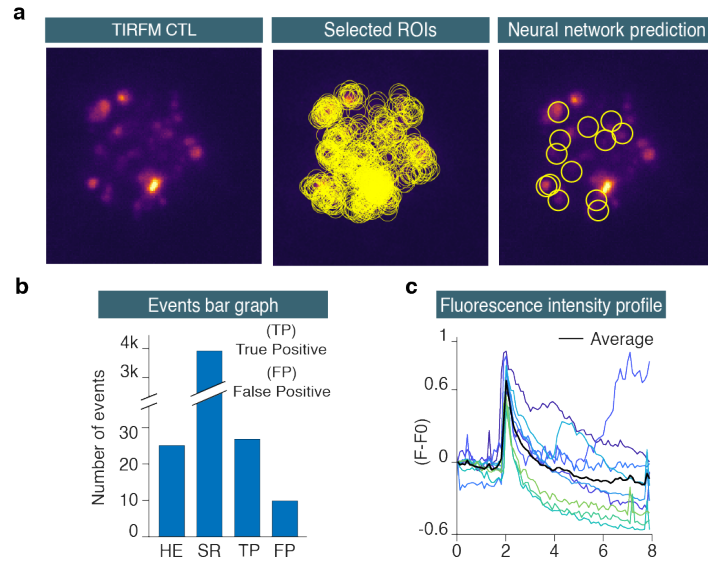 a
TIRFM CTL
Selected ROIs
Neural network prediction
b
Events bar graph
Number of events
4k
3k
30
20
10
0
(TP)
True Positive
(FP)
False Positive
HE SR TP FP
c
Fluorescence intensity profile
(F-F0)
1
0.6
0
-0.6
Average
0 2 4 6 8